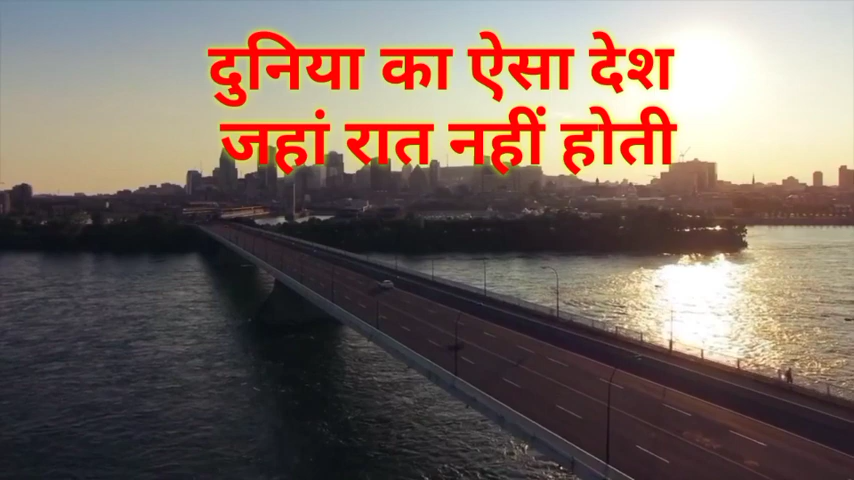 दुनिया का ऐसा देश
जहां रात नहीं होती